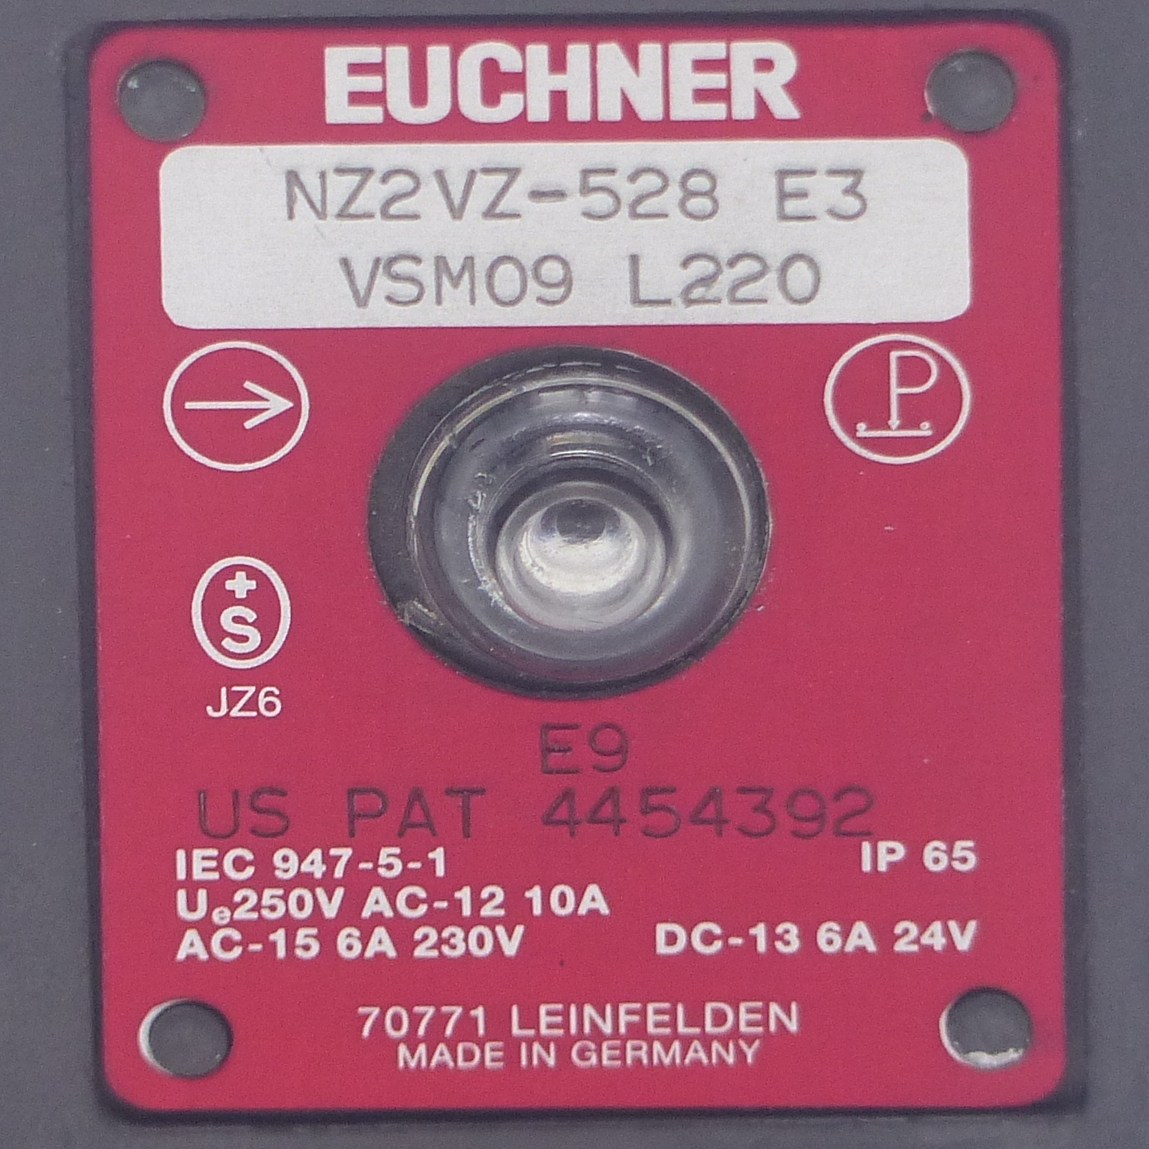 EUCHNER
NZ2VZ-528 E3
VSM09 L220
P
+
S
JZ6
E9
US PAT 4454392
IEC 947-5-1
IP 65
Ue250V AC-12 10A
AC-15 6A 230V
DC-13 6A 24V
70771 LEINFELDEN
MADE IN GERMANY